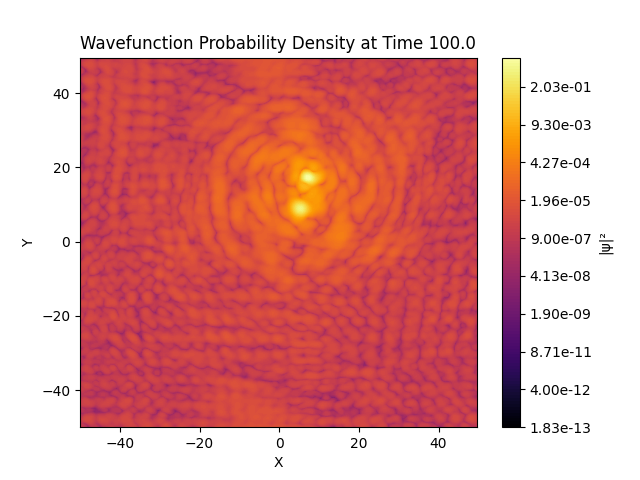 Wavefunction Probability Density at Time 100.0
40
20
0
−20
−40
Y
−40 −20 0 20 40
X
2.03e-01
9.30e-03
4.27e-04
1.96e-05
9.00e-07
4.13e-08
1.90e-09
8.71e-11
4.00e-12
1.83e-13
|ψ|²